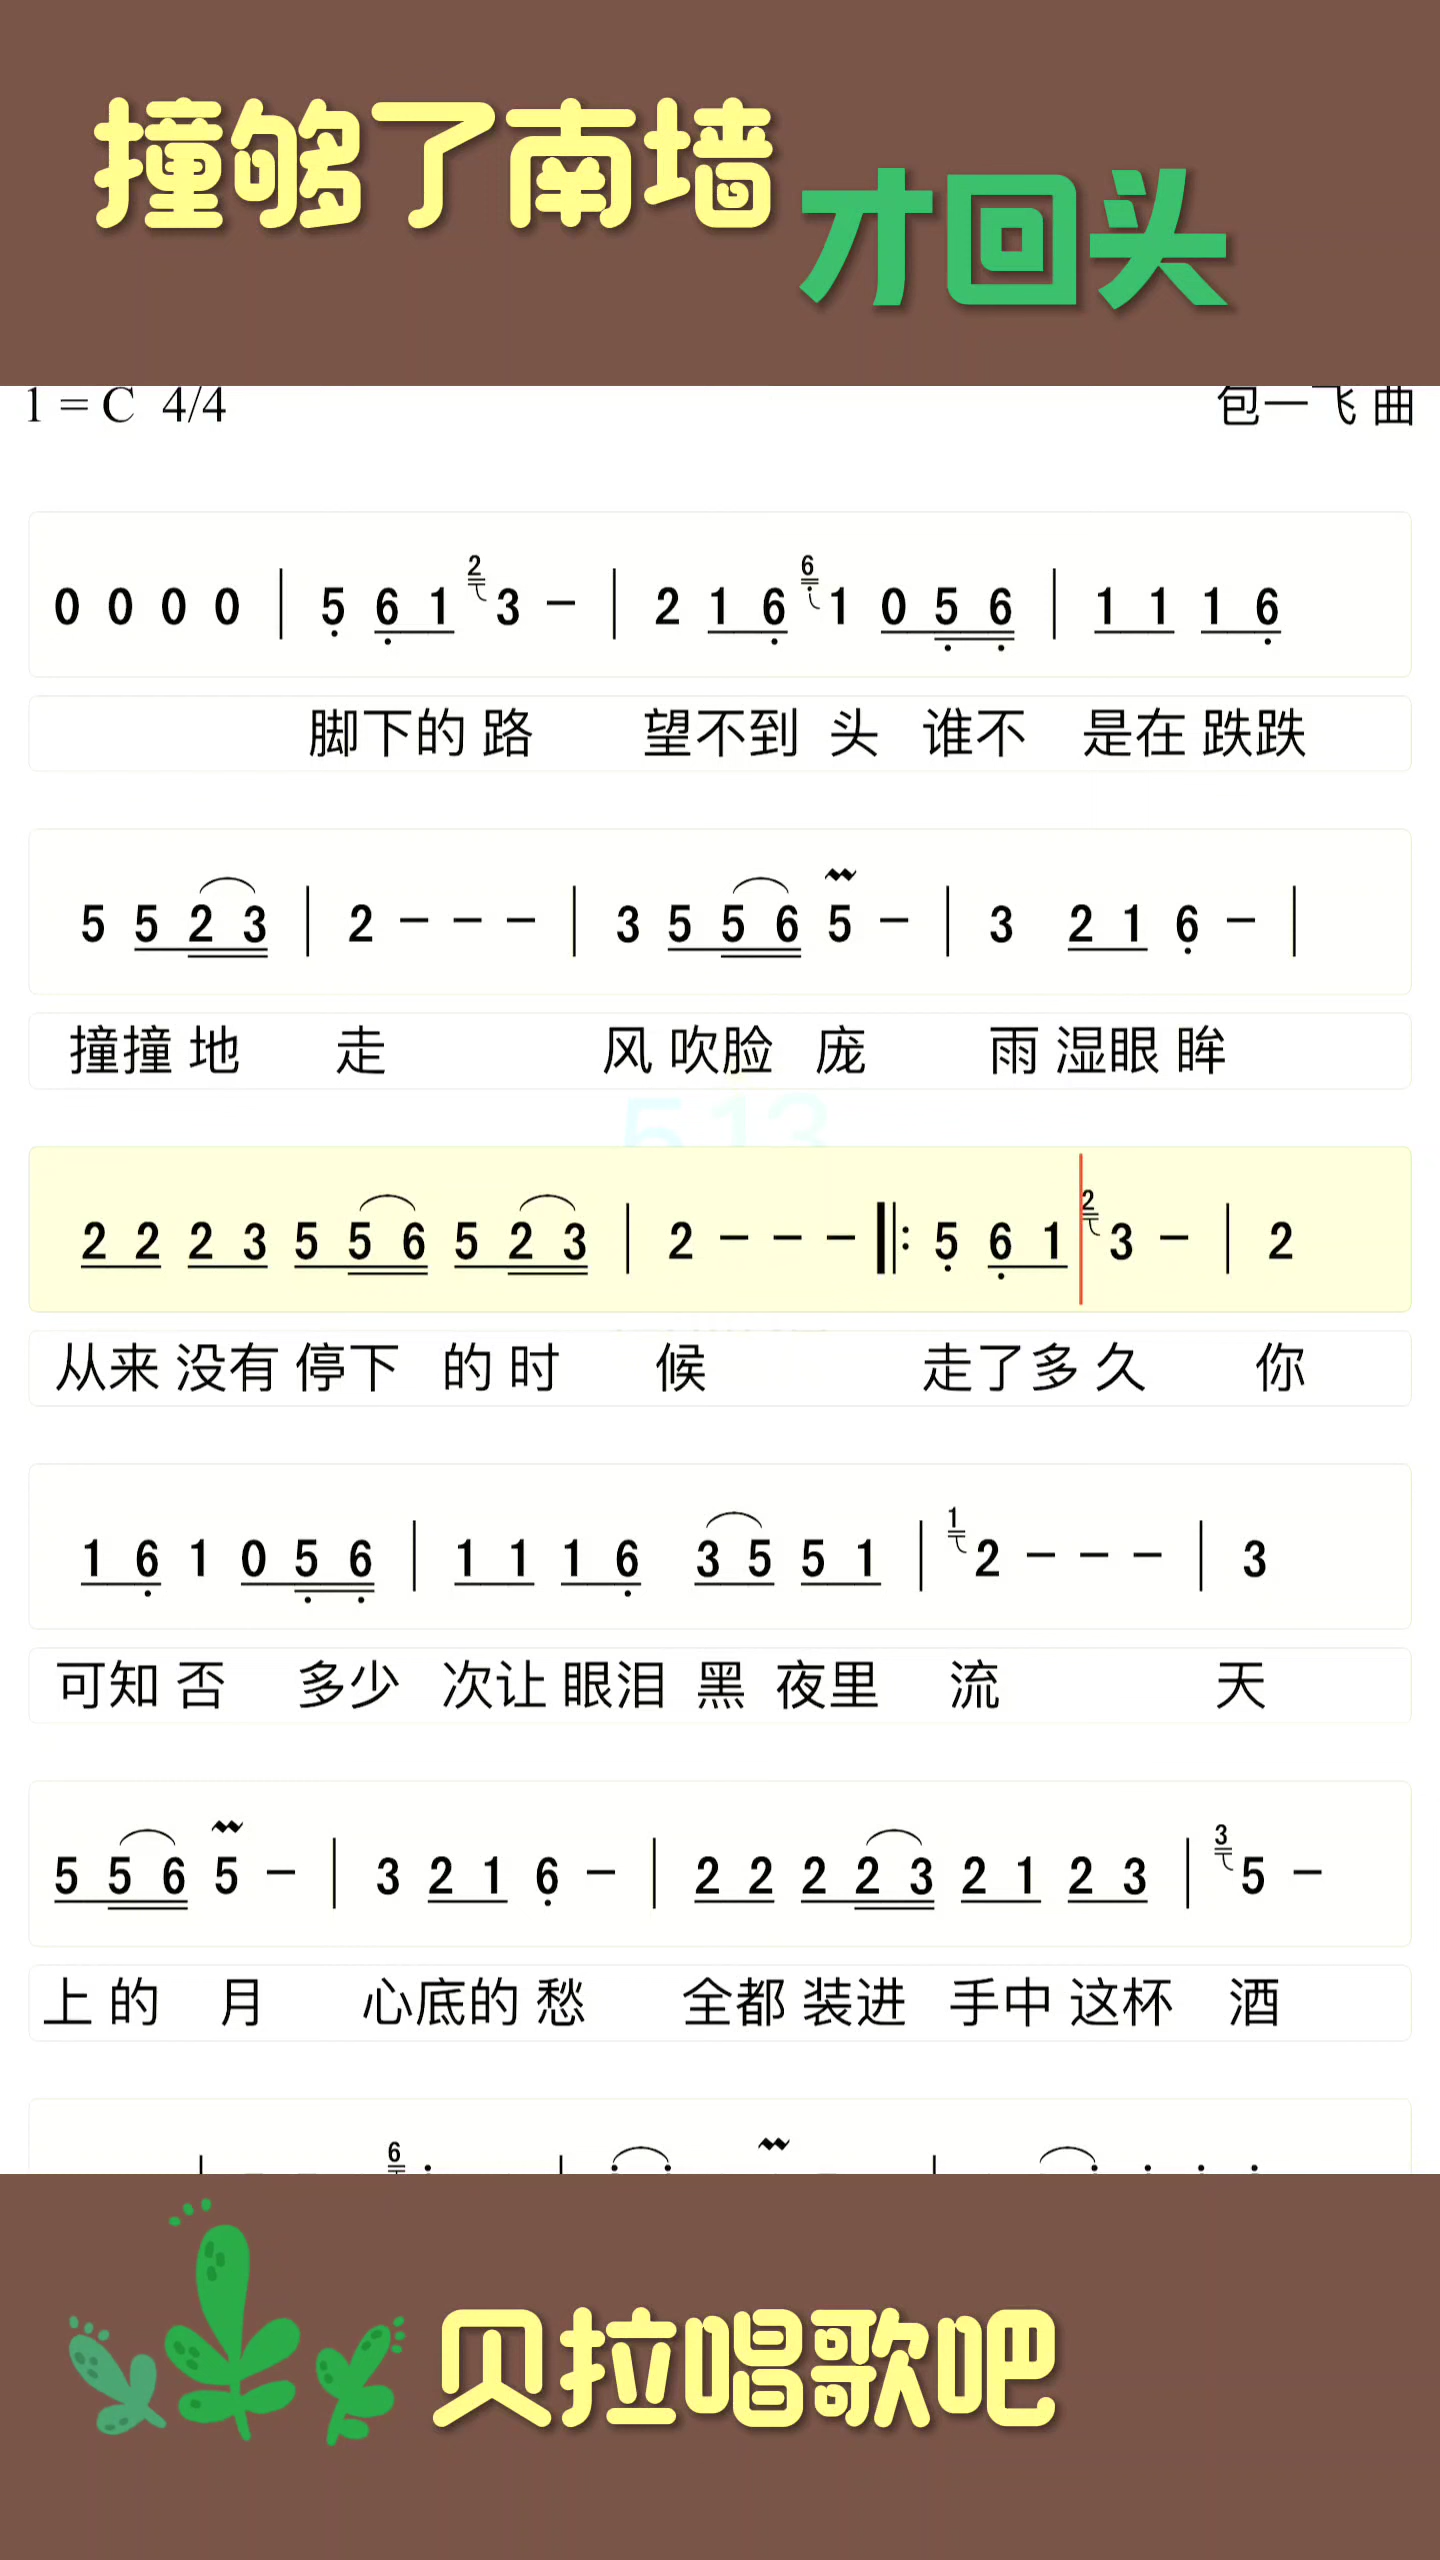 撞够了南墙
才回头
1 = C 4/4 包一飞 曲
0 0 0 0 | 5 6 1 2 3 – | 2 1 6 6 1 0 5 6 | 1 1 1 6
脚下的 路 望不到 头 谁不 是在 跌跌
5 5 2 3 | 2 – – – | 3 5 5 6 5 – | 3 2 1 6 – |
撞撞 地 走 风 吹脸 庞 雨 湿眼 眸
2 2 2 3 5 5 6 5 2 3 | 2 – – – |: 5 6 1 2 3 – | 2
从来 没有 停下 的 时 候 走了多 久 你
1 6 1 0 5 6 | 1 1 1 6 3 5 5 1 | 1 2 – – – | 3
可知 否 多少 次让 眼泪 黑 夜里 流 天
5 5 6 5 – | 3 2 1 6 – | 2 2 2 2 3 2 1 2 3 | 3 5 –
上 的 月 心底的 愁 全都 装进 手中 这杯 酒
6
贝拉唱歌吧